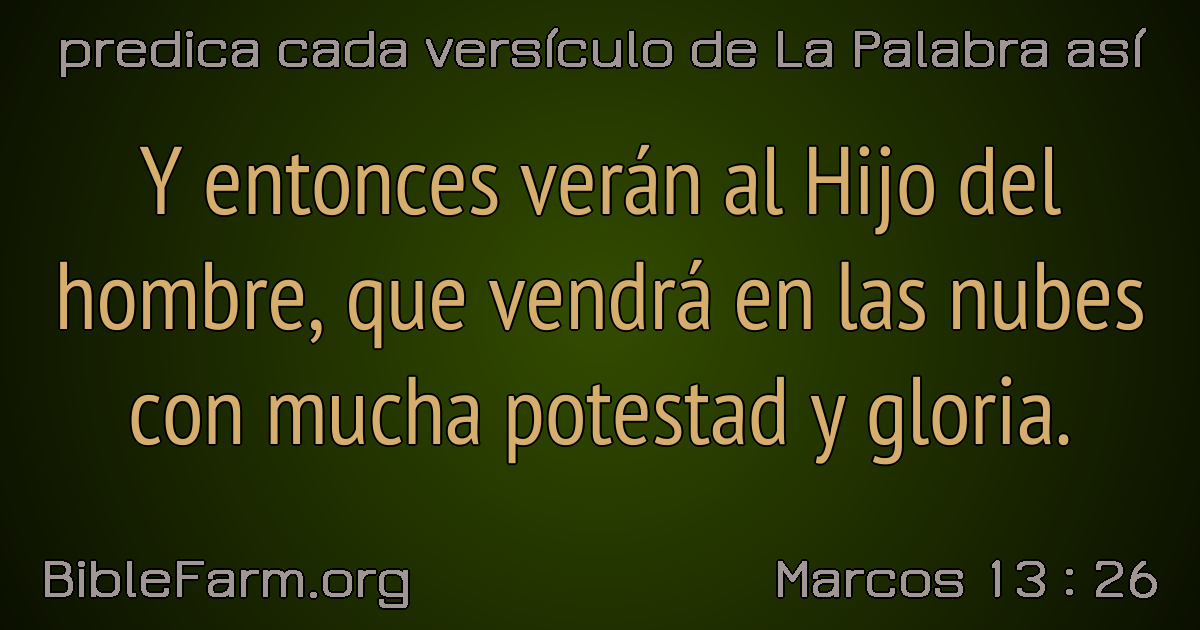 predica cada versículo de La Palabra así
Y entonces verán al Hijo del
hombre, que vendrá en las nubes
con mucha potestad y gloria.
BibleFarm.org
Marcos 13 : 26